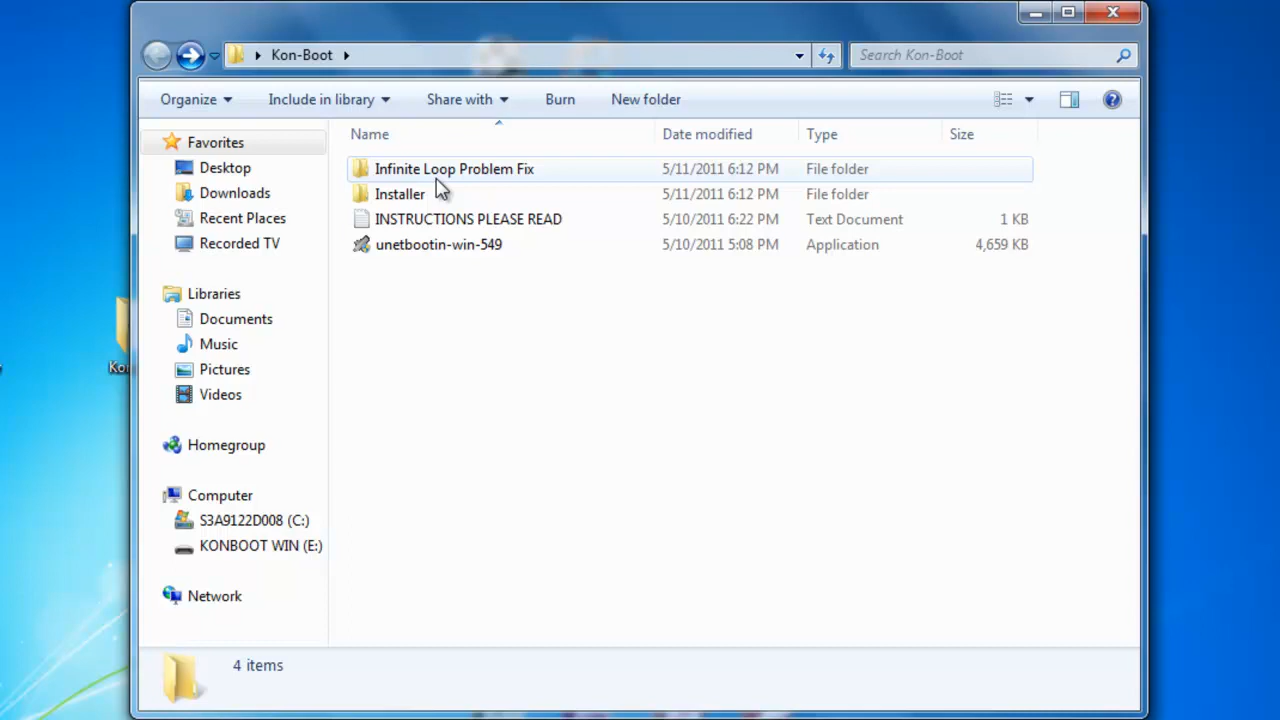 Kon-Boot
Search Kon-Boot
Organize Include in library Share with Burn New folder
Name Date modified Type Size
Favorites
Desktop
Downloads
Recent Places
Recorded TV
Libraries
Documents
Music
Pictures
Videos
Homegroup
Computer
S3A9122D008 (C:)
KONBOOT WIN (E:)
Network
Infinite Loop Problem Fix 5/11/2011 6:12 PM File folder
Installer 5/11/2011 6:12 PM File folder
INSTRUCTIONS PLEASE READ 5/10/2011 6:22 PM Text Document 1 KB
unetbootin-win-549 5/10/2011 5:08 PM Application 4,659 KB
4 items